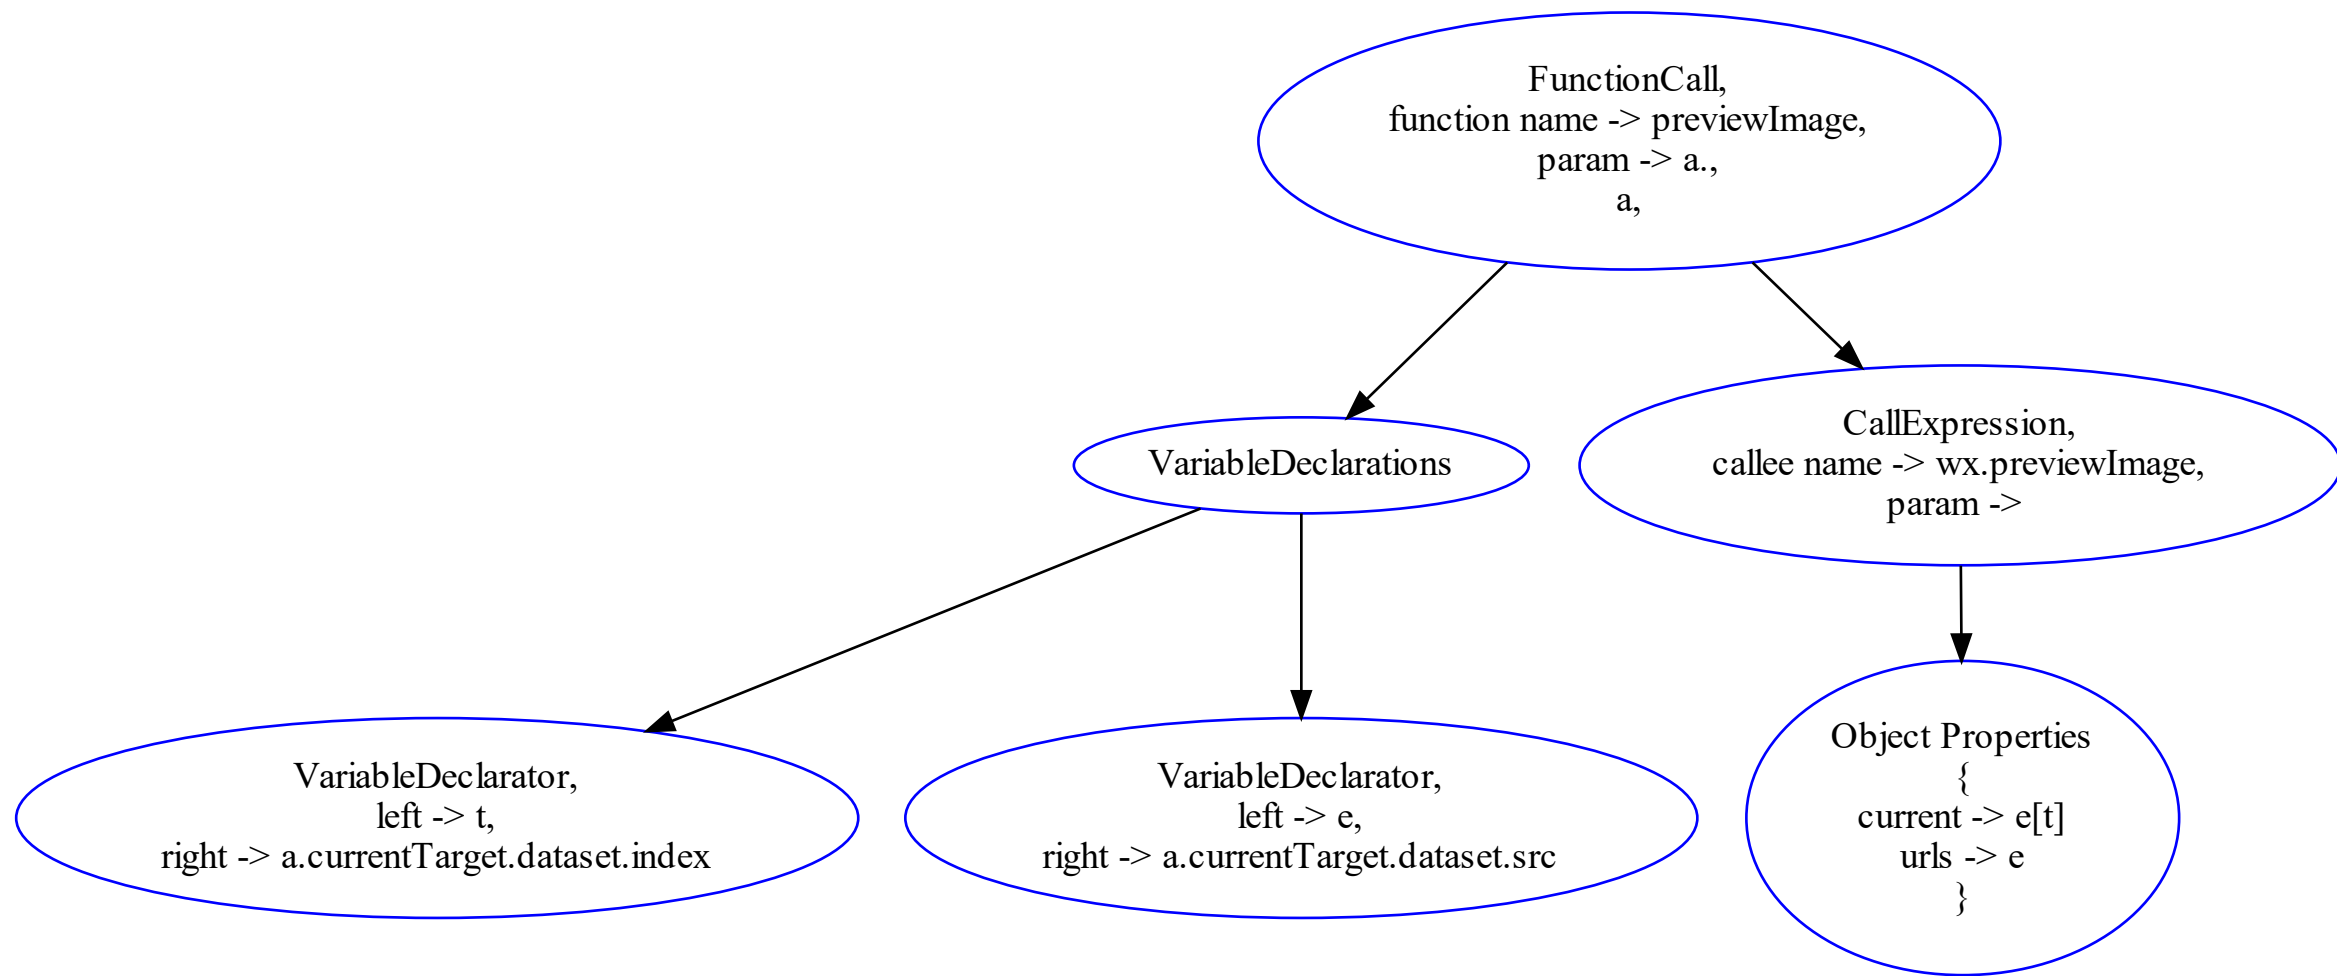 FunctionCall,
function name -> previewImage,
param -> a.,
a,
VariableDeclarations
CallExpression,
callee name -> wx.previewImage,
param ->
VariableDeclarator,
left -> t,
right -> a.currentTarget.dataset.index
VariableDeclarator,
left -> e,
right -> a.currentTarget.dataset.src
Object Properties
{
current -> e[t]
urls -> e
}